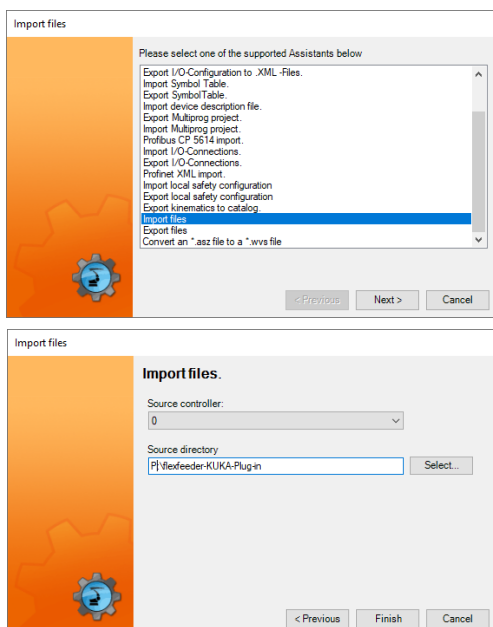 Import files
Please select one of the supported Assistants below
Export I/O-Configuration to .XML -Files.
Import Symbol Table.
Export SymbolTable.
Import device description file.
Export Multiprog project.
Import Multiprog project.
Profibus CP 5614 import.
Import I/O-Connections.
Export I/O-Connections.
Profinet XML import.
Import local safety configuration
Export local safety configuration
Export kinematics to catalog.
Import files
Export files
Convert an *.asz file to a *.wvs file
< Previous Next > Cancel
Import files
Import files.
Source controller:
0
Source directory
P:\flexfeeder-KUKA-Plug-in Select...
< Previous Finish Cancel